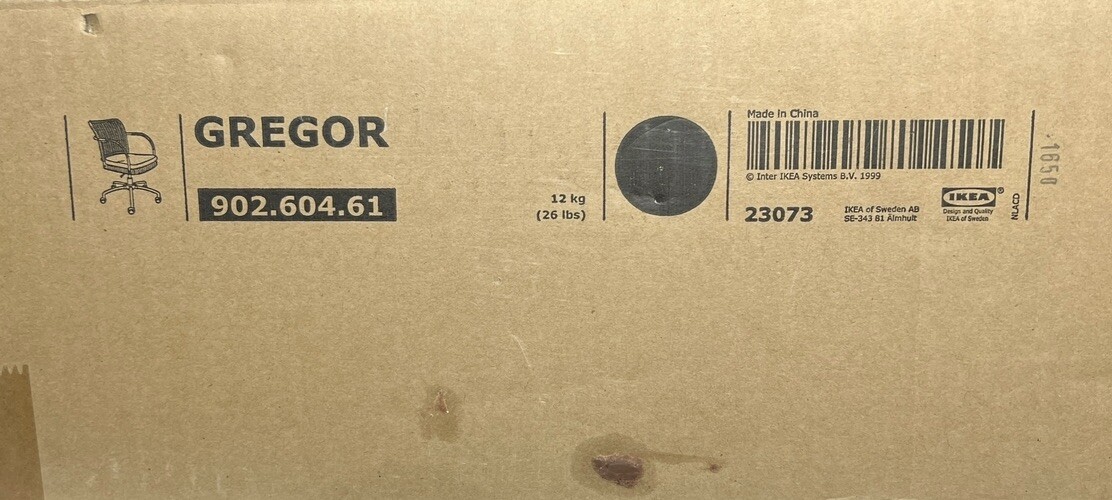 GREGOR
902.604.61
12 kg
(26 lbs)
Made in China
© Inter IKEA Systems B.V. 1999
23073
IKEA of Sweden AB
SE-343 81 Älmhult
IKEA®
Design and Quality
IKEA of Sweden
NLACD
1650